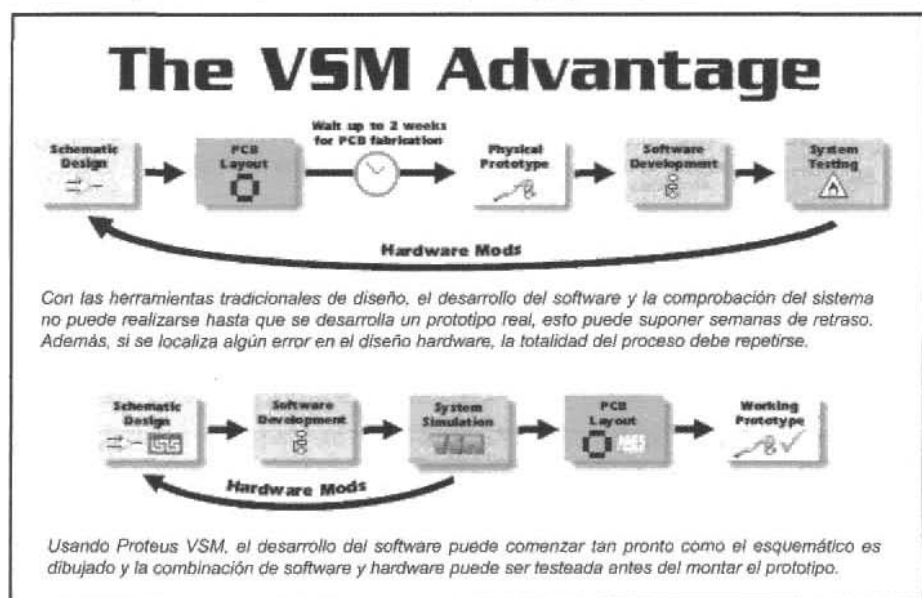 The VSM Advantage
Wait up to 2 weeks
for PCB fabrication
Schematic
Design
PCB
Layout
Physical
Prototype
Software
Development
System
Testing
Hardware Mods
Con las herramientas tradicionales de diseño, el desarrollo del software y la comprobación del sistema
no puede realizarse hasta que se desarrolla un prototipo real, esto puede suponer semanas de retraso.
Además, si se localiza algún error en el diseño hardware, la totalidad del proceso debe repetirse.
Schematic
Design
ISIS
Software
Development
System
Simulation
VSM
PCB
Layout
ARES
Working
Prototype
Hardware Mods
Usando Proteus VSM, el desarrollo del software puede comenzar tan pronto como el esquemático es
dibujado y la combinación de software y hardware puede ser testeada antes del montar el prototipo.